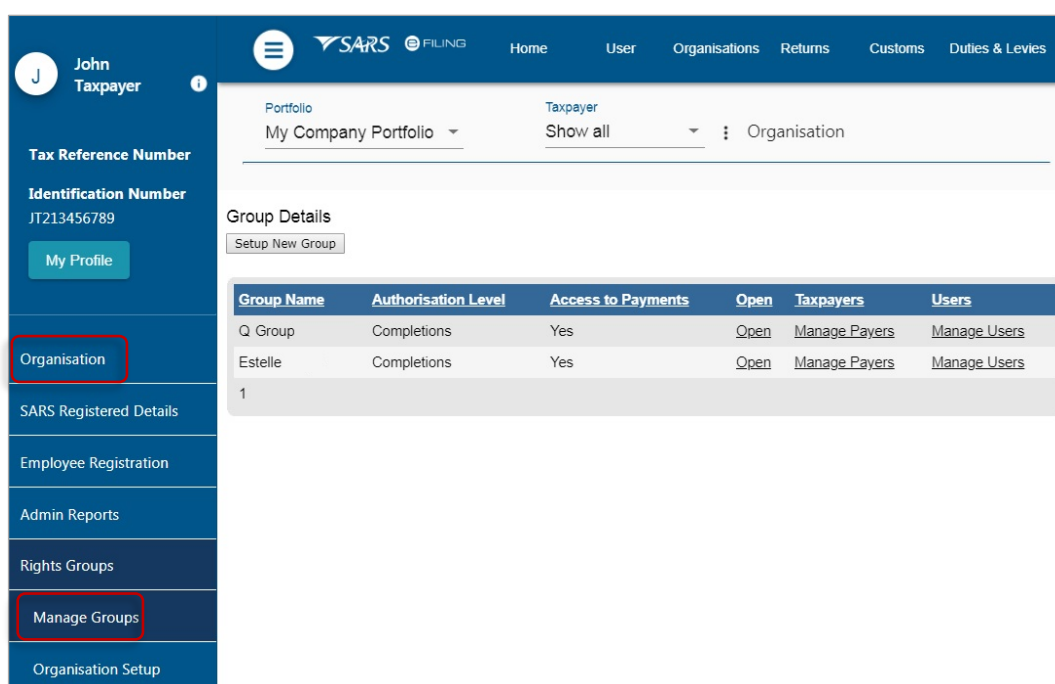 J
John
Taxpayer
i
Tax Reference Number
Identification Number
JT213456789
My Profile
Organisation
SARS Registered Details
Employee Registration
Admin Reports
Rights Groups
Manage Groups
Organisation Setup
SARS e FILING Home User Organisations Returns Customs Duties & Levies
Portfolio Taxpayer
My Company Portfolio Show all Organisation
Group Details
Setup New Group
Group Name Authorisation Level Access to Payments Open Taxpayers Users
Q Group Completions Yes Open Manage Payers Manage Users
Estelle Completions Yes Open Manage Payers Manage Users
1